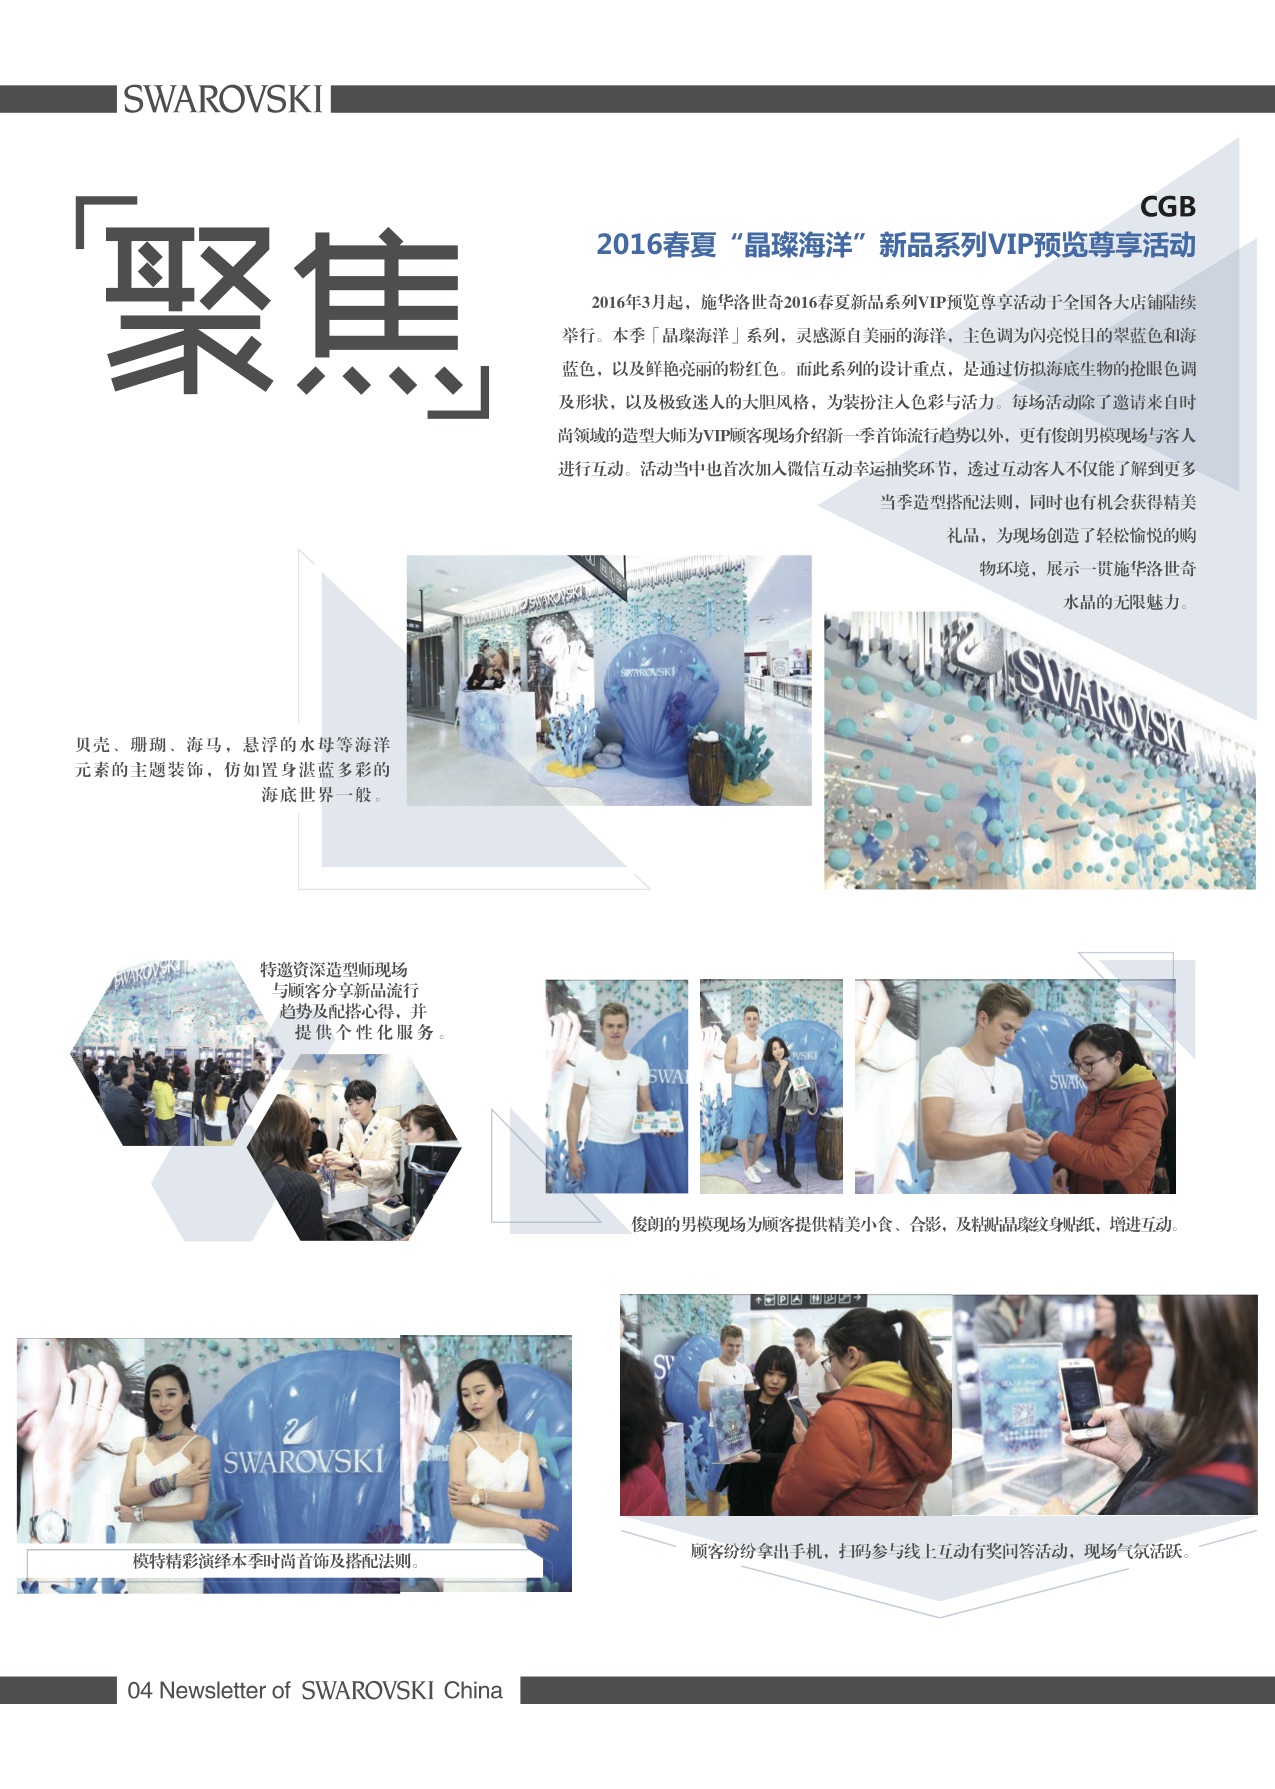 SWAROVSKI
「聚焦」
CGB
2016春夏“晶璨海洋”新品系列VIP预览尊享活动
2016年3月起，施华洛世奇2016春夏新品系列VIP预览尊享活动于全国各大店铺陆续
举行。本季「晶璨海洋」系列，灵感源自美丽的海洋，主色调为闪亮悦目的翠蓝色和海
蓝色，以及鲜艳亮丽的粉红色。而此系列的设计重点，是通过仿拟海底生物的抢眼色调
及形状，以及极致迷人的大胆风格，为装扮注入色彩与活力。每场活动除了邀请来自时
尚领域的造型大师为VIP顾客现场介绍新一季首饰流行趋势以外，更有俊朗男模现场与客人
进行互动。活动当中也首次加入微信互动幸运抽奖环节，透过互动客人不仅能了解到更多
当季造型搭配法则，同时也有机会获得精美
礼品，为现场创造了轻松愉悦的购
物环境，展示一贯施华洛世奇
水晶的无限魅力。
SWAROVSKI
SWAROVSKI
SWAROVSKI
贝壳、珊瑚、海马，悬浮的水母等海洋
元素的主题装饰，仿如置身湛蓝多彩的
海底世界一般。
SWAROVSKI
特邀资深造型师现场
与顾客分享新品流行
趋势及配搭心得，并
提供个性化服务。
SWAR
OVSKI
SWAR
俊朗的男模现场为顾客提供精美小食、合影，及粘贴晶璨纹身贴纸，增进互动。
SWAROVSKI
模特精彩演绎本季时尚首饰及搭配法则。
顾客纷纷拿出手机，扫码参与线上互动有奖问答活动，现场气氛活跃。
04 Newsletter of SWAROVSKI China